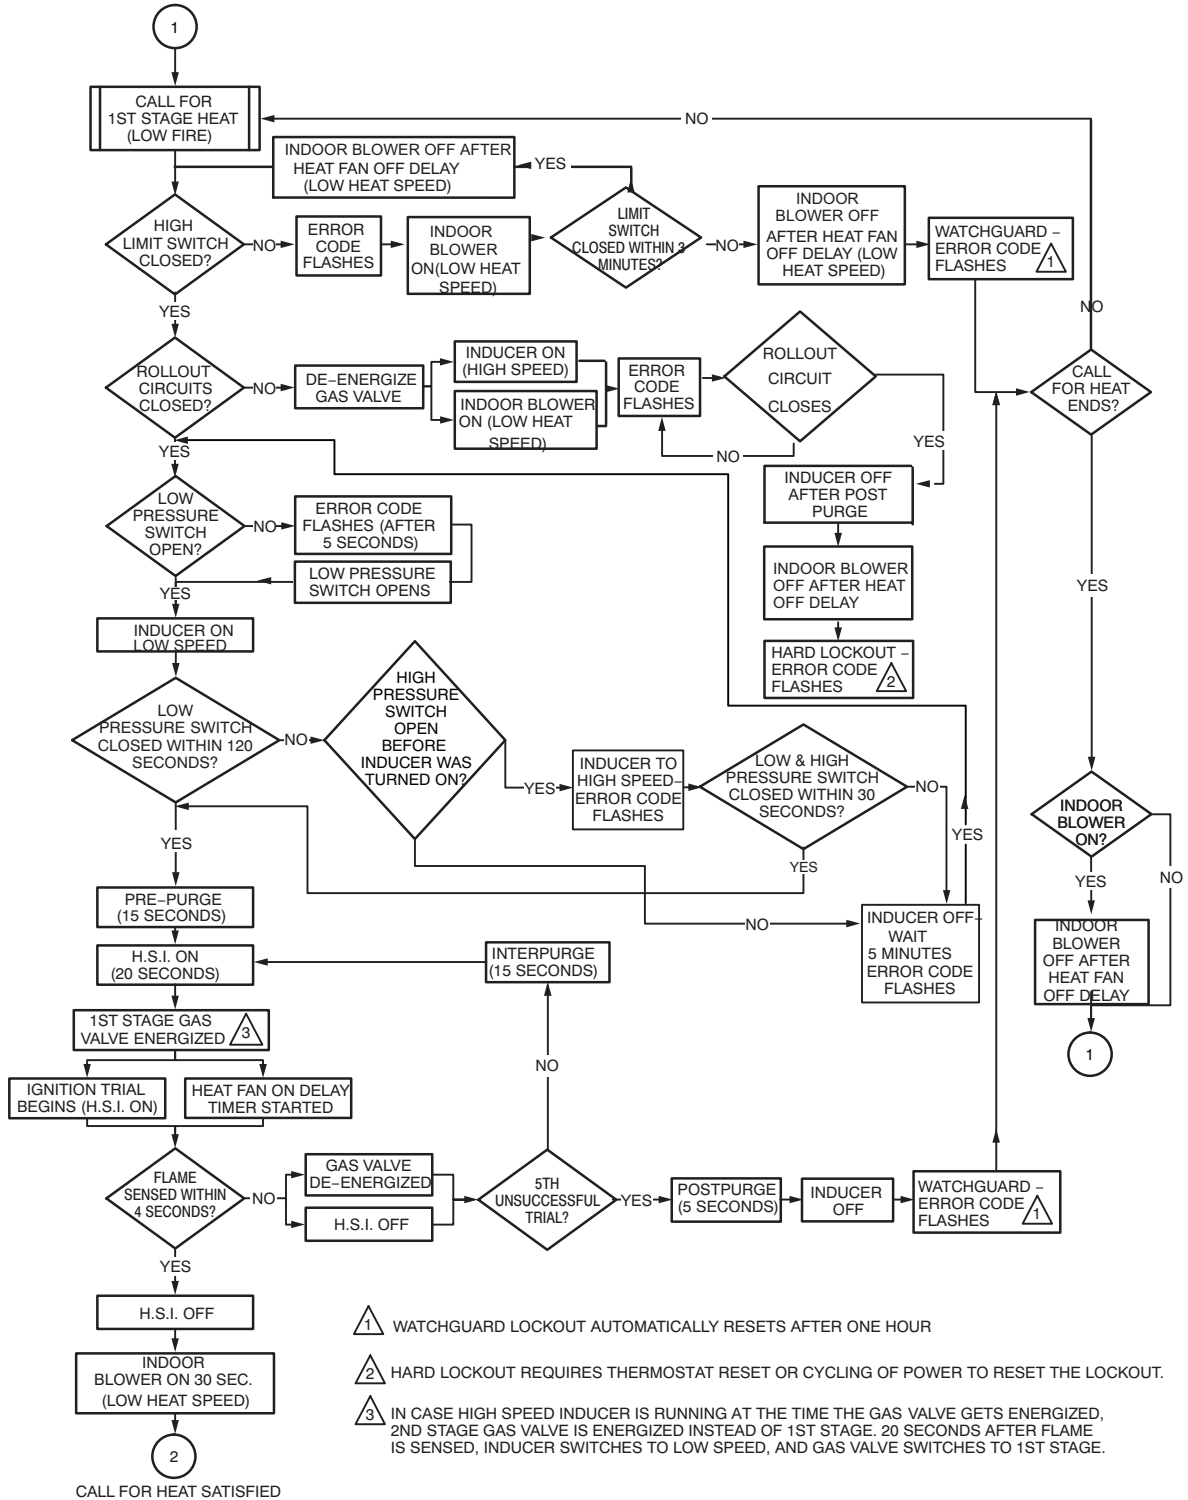 1
CALL FOR
1ST STAGE HEAT
(LOW FIRE)
NO
INDOOR BLOWER OFF AFTER
HEAT FAN OFF DELAY
(LOW HEAT SPEED)
YES
HIGH
LIMIT SWITCH
CLOSED?
NO
ERROR
CODE
FLASHES
INDOOR
BLOWER
ON(LOW HEAT
SPEED)
LIMIT
SWITCH
CLOSED WITHIN 3
MINUTES?
NO
INDOOR
BLOWER OFF
AFTER HEAT FAN
OFF DELAY (LOW
HEAT SPEED)
WATCHGUARD –
ERROR CODE
FLASHES
1
YES
NO
ROLLOUT
CIRCUITS
CLOSED?
NO
DE–ENERGIZE
GAS VALVE
INDUCER ON
(HIGH SPEED)
INDOOR BLOWER
ON (LOW HEAT
SPEED)
ERROR
CODE
FLASHES
ROLLOUT
CIRCUIT
CLOSES
NO
YES
CALL
FOR HEAT
ENDS?
YES
LOW
PRESSURE
SWITCH
OPEN?
NO
ERROR CODE
FLASHES (AFTER
5 SECONDS)
LOW PRESSURE
SWITCH OPENS
INDUCER OFF
AFTER POST
PURGE
INDOOR BLOWER
OFF AFTER HEAT
OFF DELAY
HARD LOCKOUT –
ERROR CODE
FLASHES
2
YES
YES
INDUCER ON
LOW SPEED
LOW
PRESSURE SWITCH
CLOSED WITHIN 120
SECONDS?
NO
HIGH
PRESSURE
SWITCH
OPEN
BEFORE
INDUCER WAS
TURNED ON?
YES
INDUCER TO
HIGH SPEED–
ERROR CODE
FLASHES
LOW & HIGH
PRESSURE SWITCH
CLOSED WITHIN 30
SECONDS?
NO
YES
INDOOR
BLOWER
ON?
YES
NO
YES
YES
NO
PRE–PURGE
(15 SECONDS)
INDUCER OFF–
WAIT
5 MINUTES
ERROR CODE
FLASHES
INDOOR
BLOWER
OFF AFTER
HEAT FAN
OFF DELAY
1
H.S.I. ON
(20 SECONDS)
INTERPURGE
(15 SECONDS)
1ST STAGE GAS
VALVE ENERGIZED
3
NO
IGNITION TRIAL
BEGINS (H.S.I. ON)
HEAT FAN ON DELAY
TIMER STARTED
FLAME
SENSED WITHIN
4 SECONDS?
NO
GAS VALVE
DE–ENERGIZED
H.S.I. OFF
5TH
UNSUCCESSFUL
TRIAL?
YES
POSTPURGE
(5 SECONDS)
INDUCER
OFF
WATCHGUARD –
ERROR CODE
FLASHES
1
YES
H.S.I. OFF
INDOOR
BLOWER ON 30 SEC.
(LOW HEAT SPEED)
2
CALL FOR HEAT SATISFIED
1 WATCHGUARD LOCKOUT AUTOMATICALLY RESETS AFTER ONE HOUR
2 HARD LOCKOUT REQUIRES THERMOSTAT RESET OR CYCLING OF POWER TO RESET THE LOCKOUT.
3 IN CASE HIGH SPEED INDUCER IS RUNNING AT THE TIME THE GAS VALVE GETS ENERGIZED,
2ND STAGE GAS VALVE IS ENERGIZED INSTEAD OF 1ST STAGE. 20 SECONDS AFTER FLAME
IS SENSED, INDUCER SWITCHES TO LOW SPEED, AND GAS VALVE SWITCHES TO 1ST STAGE.